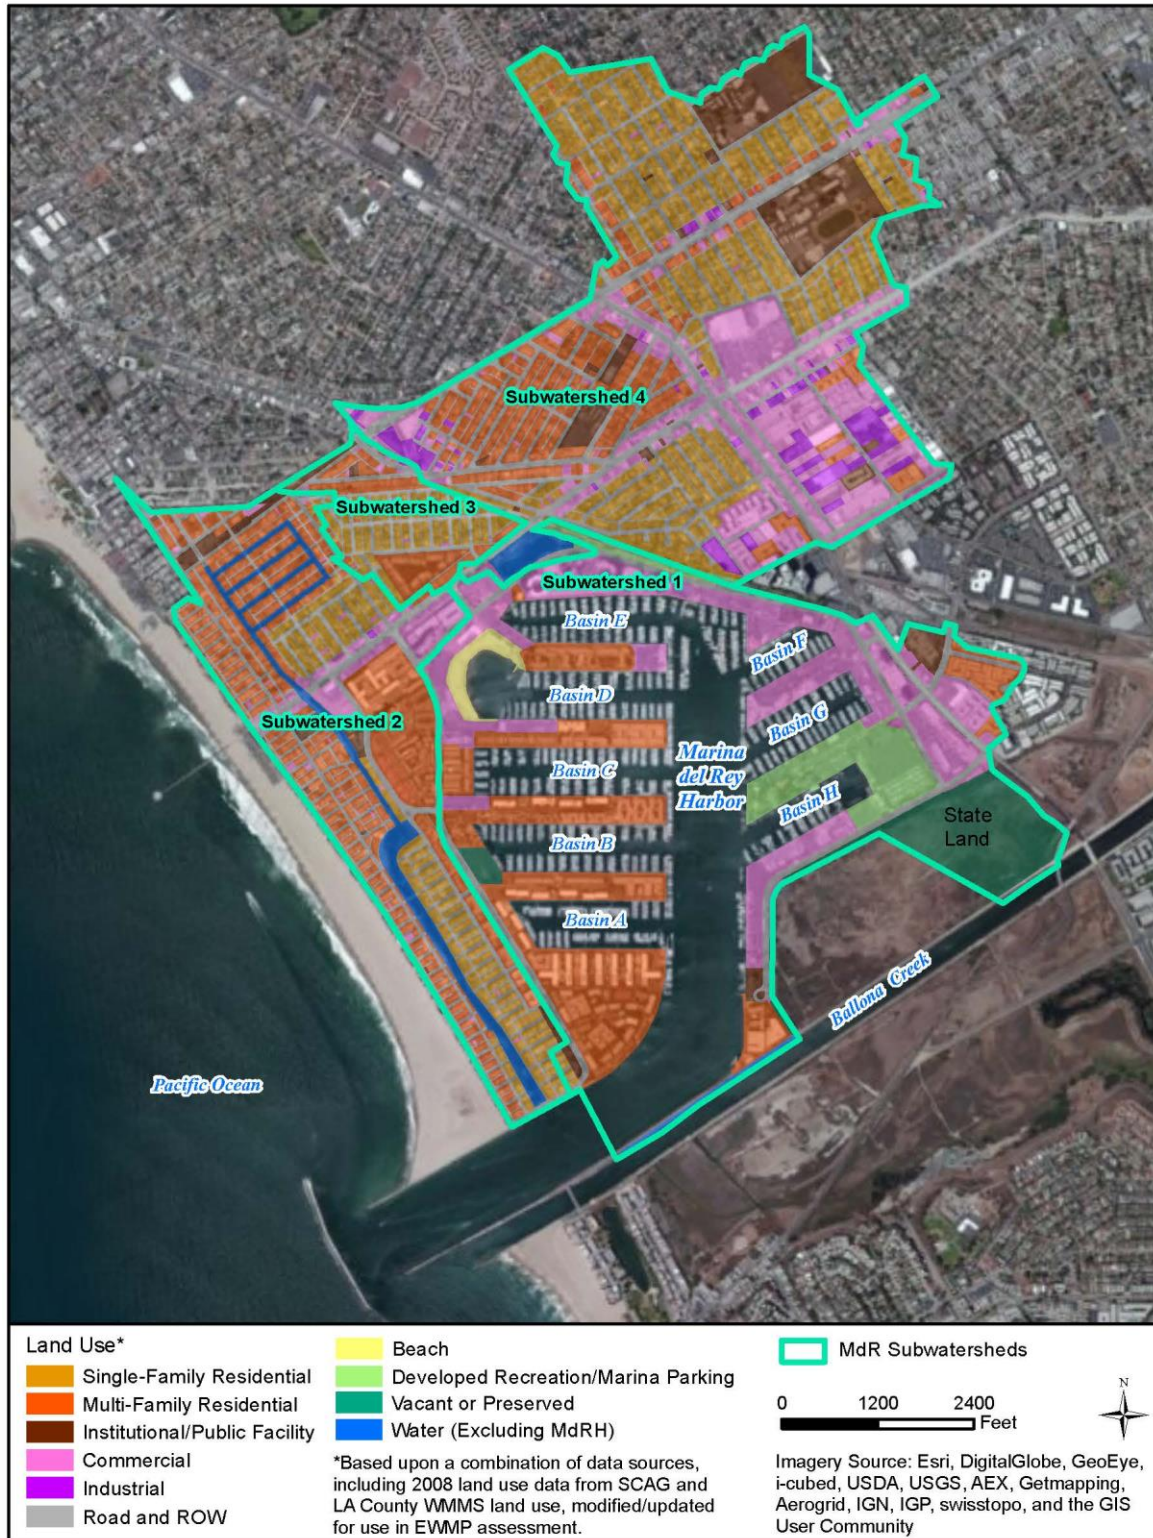 Subwatershed 4
Subwatershed 3
Subwatershed 1
Basin E
Basin F
Basin D
Subwatershed 2
Basin G
Marina
del Rey
Harbor
Basin C
Basin H
State
Land
Basin B
Basin A
Ballona Creek
Pacific Ocean
Land Use*
Single-Family Residential
Multi-Family Residential
Institutional/Public Facility
Commercial
Industrial
Road and ROW
Beach
Developed Recreation/Marina Parking
Vacant or Preserved
Water (Excluding MdRH)
*Based upon a combination of data sources,
including 2008 land use data from SCAG and
LA County WMMS land use, modified/updated
for use in EWMP assessment.
MdR Subwatersheds
0 1200 2400
Feet
N
Imagery Source: Esri, DigitalGlobe, GeoEye,
i-cubed, USDA, USGS, AEX, Getmapping,
Aerogrid, IGN, IGP, swisstopo, and the GIS
User Community